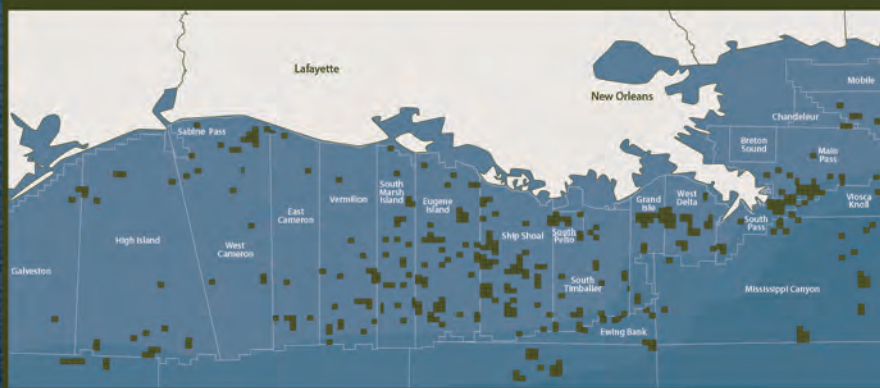 Mobile
Lafayette
New Orleans
Chandeleur
Sabine Pass
Breton
Sound
Main
Pass
South
Marsh
Island
West
Delta
Vermilion
Eugene
Island
Grand
Isle
Viosca
Knoll
East
Cameron
South
Pass
High Island
Ship Shoal
South
Pelto
West
Cameron
Galveston
South
Timbalier
Mississippi Canyon
Ewing Bank